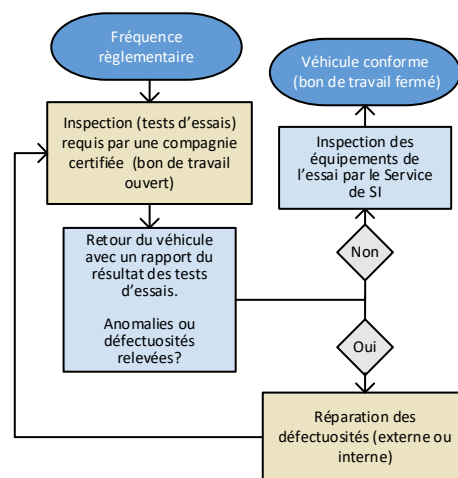 Fréquence
règlementaire
Véhicule conforme
(bon de travail fermé)
Inspection (tests d'essais)
requis par une compagnie
certifiée (bon de travail
ouvert)
Inspection des
équipements de
l'essai par le Service
de SI
Retour du véhicule
avec un rapport du
résultat des tests
d'essais.
Anomalies ou
défectuosités
relevées?
Non
Oui
Réparation des
défectuosités (externe ou
interne)